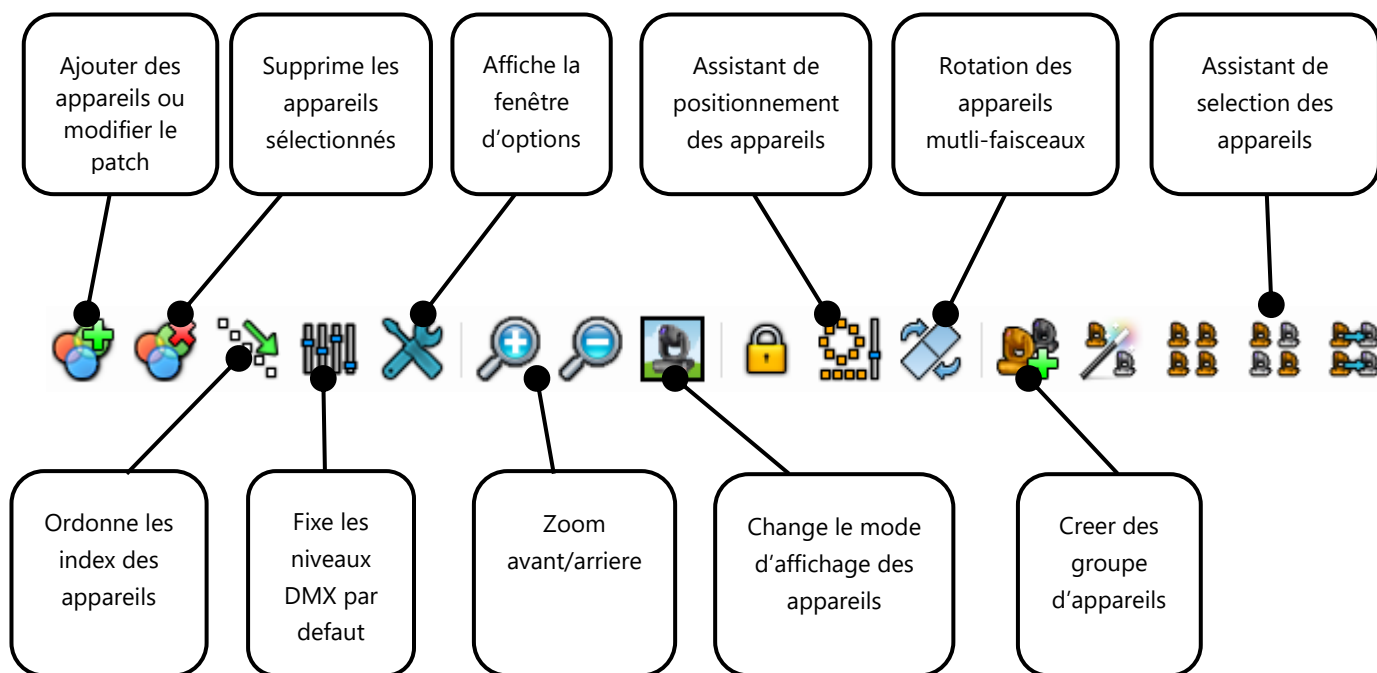 Ajouter des
appareils ou
modifier le
patch
Supprime les
appareils
sélectionnés
Affiche la
fenêtre
d’options
Assistant de
positionnement
des appareils
Rotation des
appareils
mutli-faisceaux
Assistant de
selection des
appareils
Ordonne les
index des
appareils
Fixe les
niveaux
DMX par
defaut
Zoom
avant/arriere
Change le mode
d’affichage des
appareils
Creer des
groupe
d’appareils